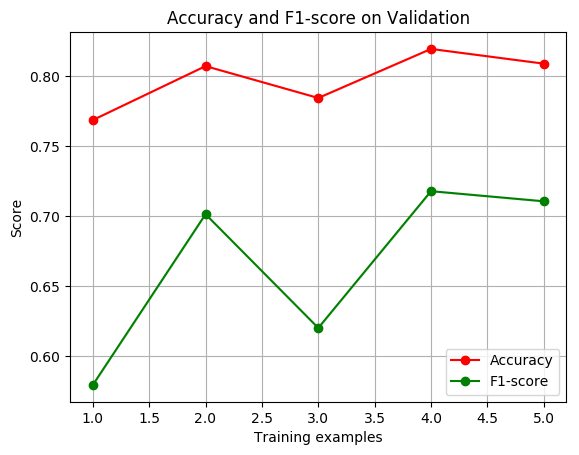 Accuracy and F1-score on Validation
Score
0.80
0.75
0.70
0.65
0.60
Accuracy
F1-score
1.0 1.5 2.0 2.5 3.0 3.5 4.0 4.5 5.0
Training examples